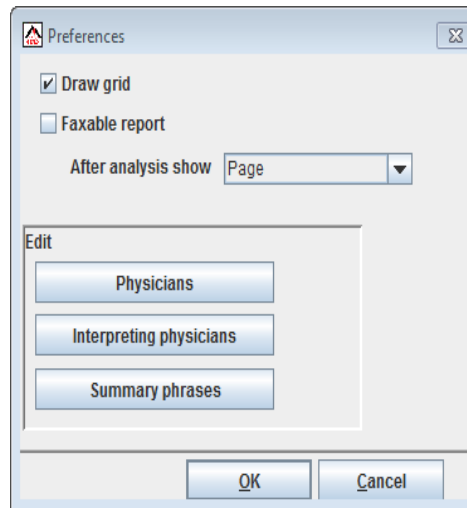 Preferences
Draw grid
Faxable report
After analysis show Page
Edit
Physicians
Interpreting physicians
Summary phrases
OK Cancel